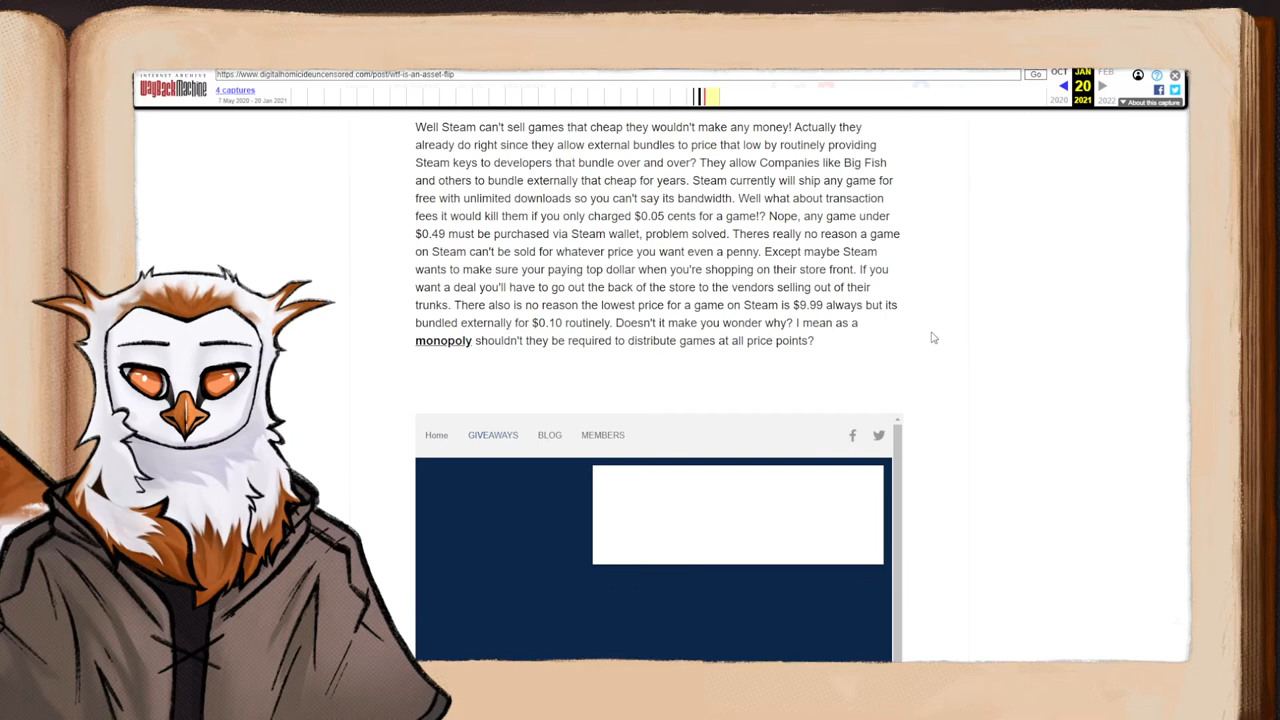 INTERNET ARCHIVE
WayBackMachine
https://www.digitalhomicideuncensored.com/post/wtf-is-an-asset-flip
Go
OCT JAN FEB
4 captures
20
7 May 2020 - 20 Jan 2021
2020 2021 2022
About this capture
Well Steam can't sell games that cheap they wouldn't make any money! Actually they
already do right since they allow external bundles to price that low by routinely providing
Steam keys to developers that bundle over and over? They allow Companies like Big Fish
and others to bundle externally that cheap for years. Steam currently will ship any game for
free with unlimited downloads so you can't say its bandwidth. Well what about transaction
fees it would kill them if you only charged $0.05 cents for a game!? Nope, any game under
$0.49 must be purchased via Steam wallet, problem solved. Theres really no reason a game
on Steam can't be sold for whatever price you want even a penny. Except maybe Steam
wants to make sure your paying top dollar when you're shopping on their store front. If you
want a deal you'll have to go out the back of the store to the vendors selling out of their
trunks. There also is no reason the lowest price for a game on Steam is $9.99 always but its
bundled externally for $0.10 routinely. Doesn't it make you wonder why? I mean as a
monopoly shouldn't they be required to distribute games at all price points?
Home GIVEAWAYS BLOG MEMBERS